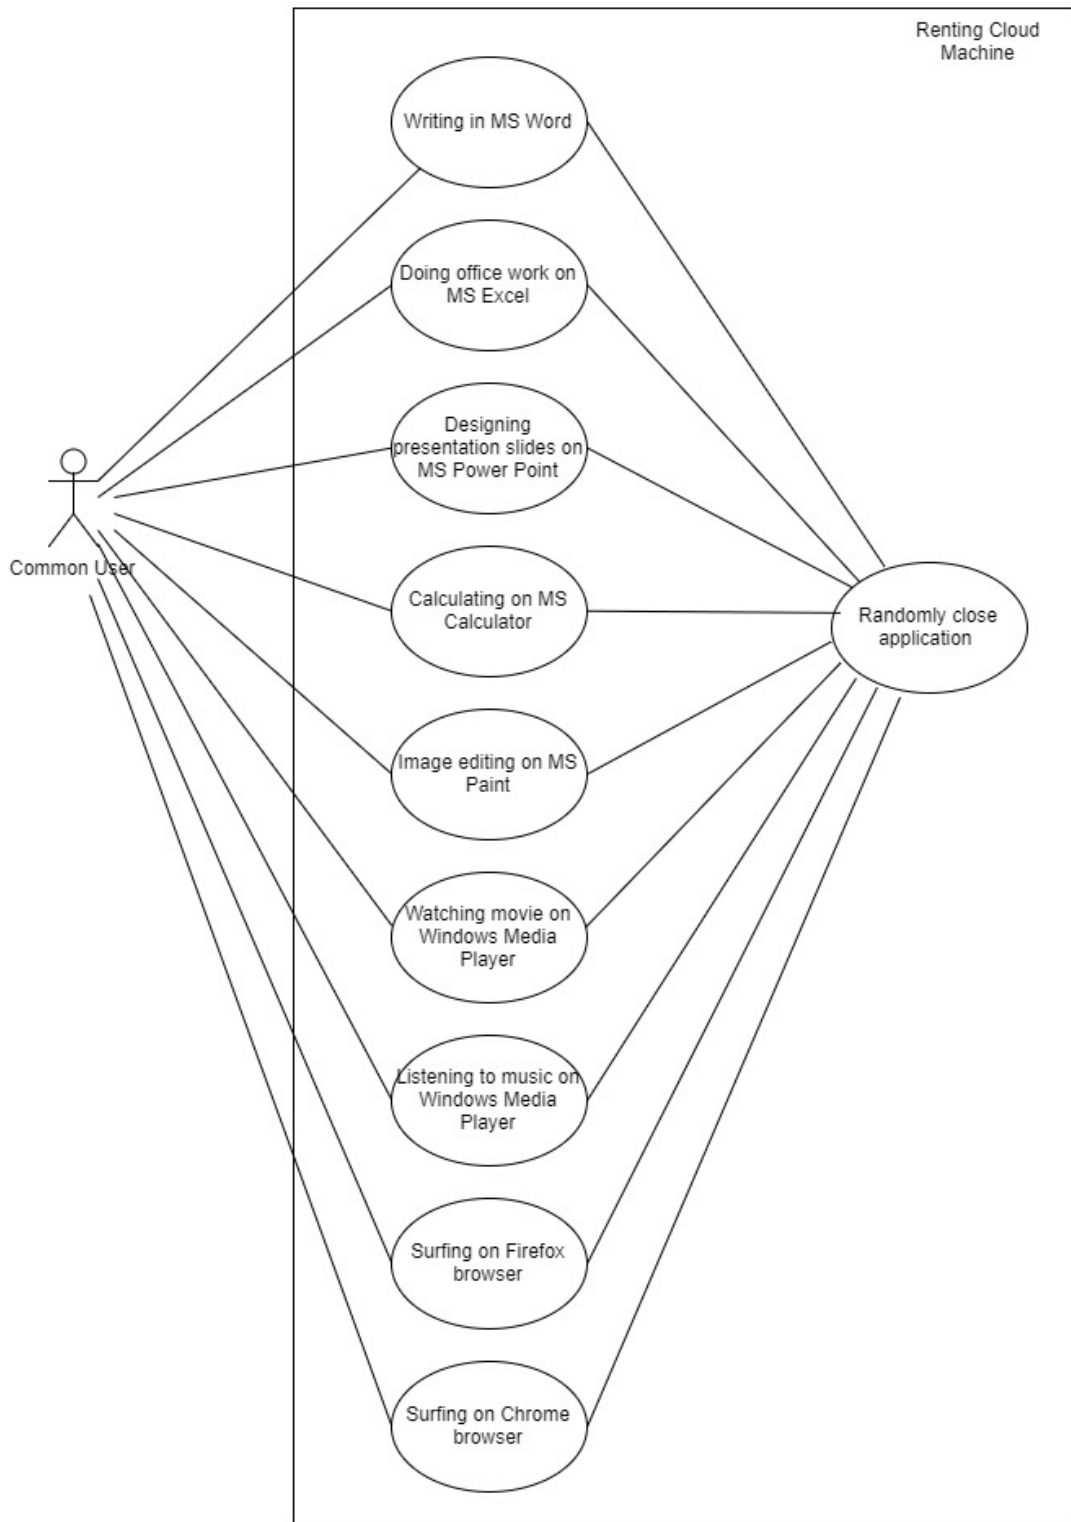 Renting Cloud
Machine
Writing in MS Word
Doing office work on
MS Excel
Designing
presentation slides on
MS Power Point
Common User
Calculating on MS
Calculator
Randomly close
application
Image editing on MS
Paint
Watching movie on
Windows Media
Player
Listening to music on
Windows Media
Player
Surfing on Firefox
browser
Surfing on Chrome
browser